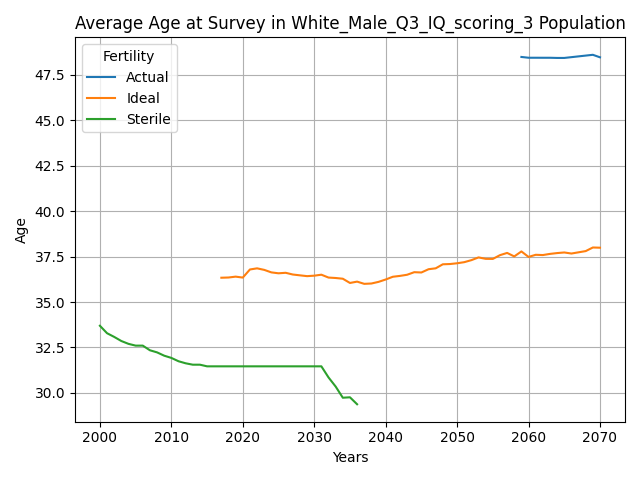 Average Age at Survey in White_Male_Q3_IQ_scoring_3 Population
Fertility
Actual
Ideal
Sterile
47.5
45.0
42.5
40.0
37.5
35.0
32.5
30.0
Age
2000 2010 2020 2030 2040 2050 2060 2070
Years